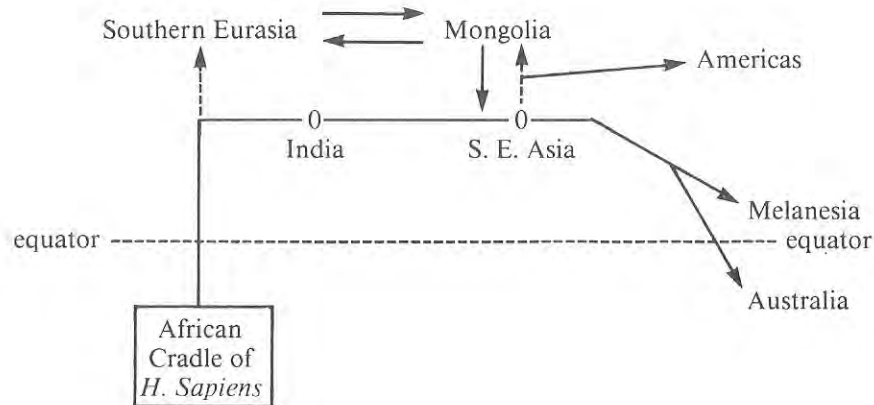 Southern Eurasia Mongolia
Americas
0 0
India S. E. Asia
Melanesia
equator equator
Australia
African
Cradle of
H. Sapiens